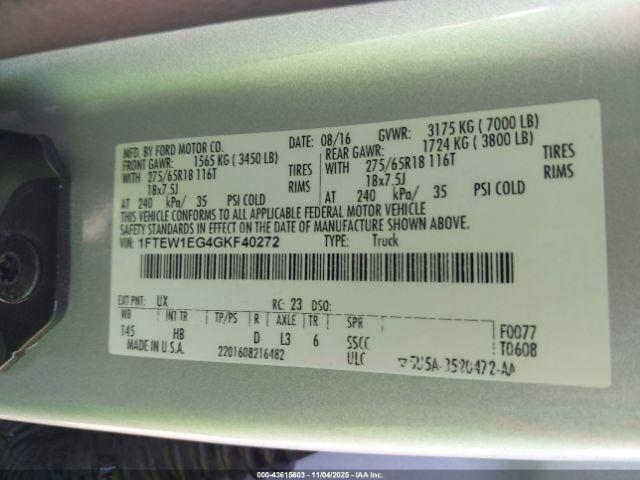 MFD. BY FORD MOTOR CO. DATE: 08/16 GVWR: 3175 KG ( 7000 LB)
FRONT GAWR: 1565 KG ( 3450 LB) REAR GAWR: 1724 KG ( 3800 LB)
WITH 275/65R18 116T TIRES WITH 275/65R18 116T TIRES
18x7.5J RIMS 18x7.5J RIMS
AT 240 kPa/ 35 PSI COLD AT 240 kPa/ 35 PSI COLD
THIS VEHICLE CONFORMS TO ALL APPLICABLE FEDERAL MOTOR VEHICLE
SAFETY STANDARDS IN EFFECT ON THE DATE OF MANUFACTURE SHOWN ABOVE
VIN: 1FTEW1EG4GKF40272 TYPE: Truck
EXT PNT: UX RC: 23 DSO:
WB INT TR TP/PS R AXLE TR SPR F0077
145 HB D L3 6 SSCC T0608
MADE IN U.S.A. 2201608216482 ULC
000-43615603 - 11/04/2025 - IAAI.com